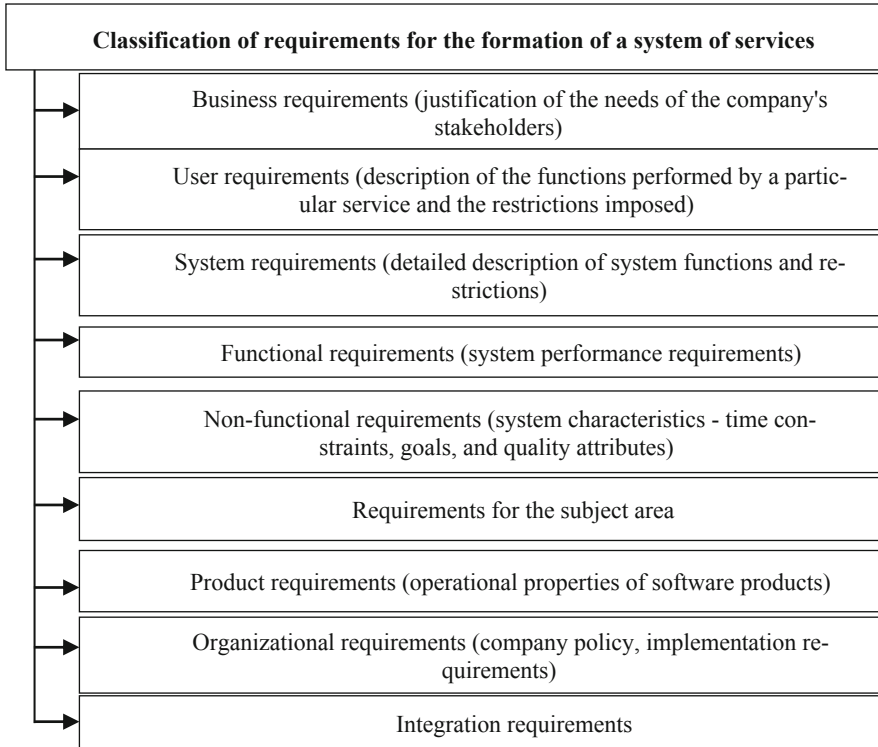 Classification of requirements for the formation of a system of services
Business requirements (justification of the needs of the company's
stakeholders)
User requirements (description of the functions performed by a partic-
ular service and the restrictions imposed)
System requirements (detailed description of system functions and re-
strictions)
Functional requirements (system performance requirements)
Non-functional requirements (system characteristics - time con-
straints, goals, and quality attributes)
Requirements for the subject area
Product requirements (operational properties of software products)
Organizational requirements (company policy, implementation re-
quirements)
Integration requirements